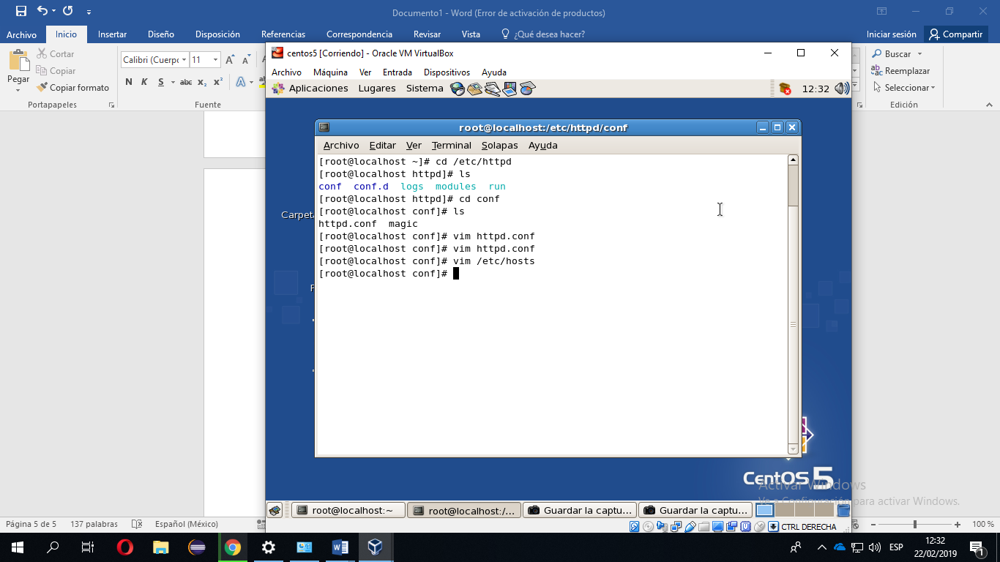 Documento1 - Word (Error de activación de productos)
Archivo Inicio Insertar Diseño Disposición Referencias Correspondencia Revisar Vista ¿Qué desea hacer? Iniciar sesión Compartir
Pegar
Cortar
Copiar
Copiar formato
Portapapeles
Calibri (Cuerpo 11
N K S abc x₂ x² A
Fuente
Buscar
Reemplazar
Seleccionar
Edición
centos5 [Corriendo] - Oracle VM VirtualBox
Archivo Máquina Ver Entrada Dispositivos Ayuda
Aplicaciones Lugares Sistema 12:32
Carpet
root@localhost:/etc/httpd/conf
Archivo Editar Ver Terminal Solapas Ayuda
[root@localhost ~]# cd /etc/httpd
[root@localhost httpd]# ls
conf conf.d logs modules run
[root@localhost httpd]# cd conf
[root@localhost conf]# ls
httpd.conf magic
[root@localhost conf]# vim httpd.conf
[root@localhost conf]# vim httpd.conf
[root@localhost conf]# vim /etc/hosts
[root@localhost conf]#
CentOS 5
Activar Windows
Ve a Configuración para activar Windows.
root@localhost:~ root@localhost:/... Guardar la captu... Guardar la captu...
CTRL DERECHA
Página 5 de 5 137 palabras Español (México) 100 %
ESP
12:32
22/02/2019
1